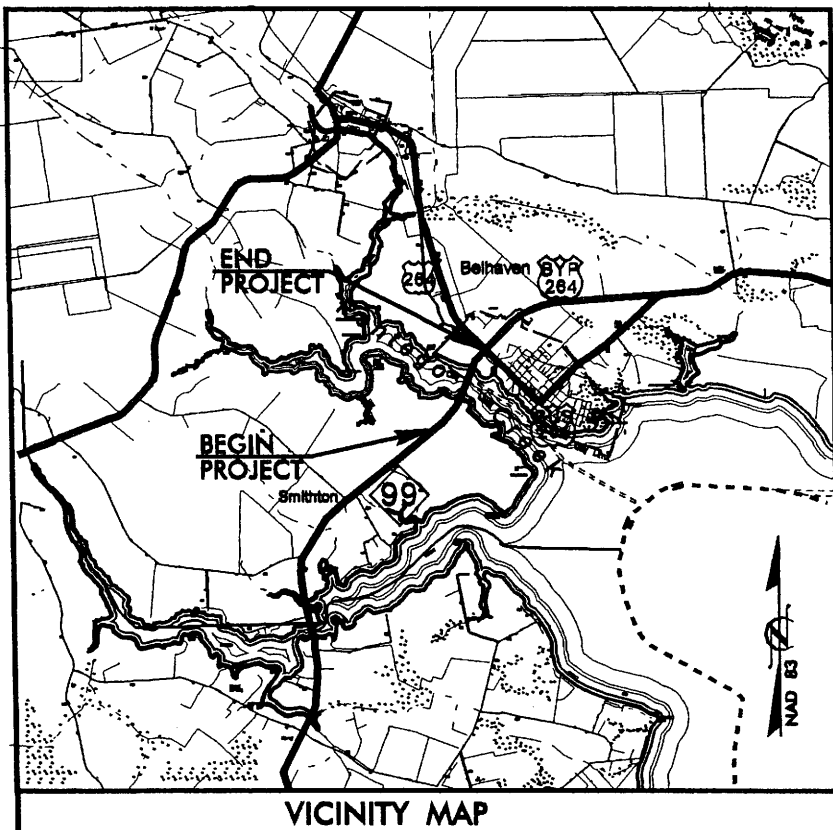 END
PROJECT
264
Belhaven
BYP
264
BEGIN
PROJECT
Smithton
99
NAD 83
VICINITY MAP